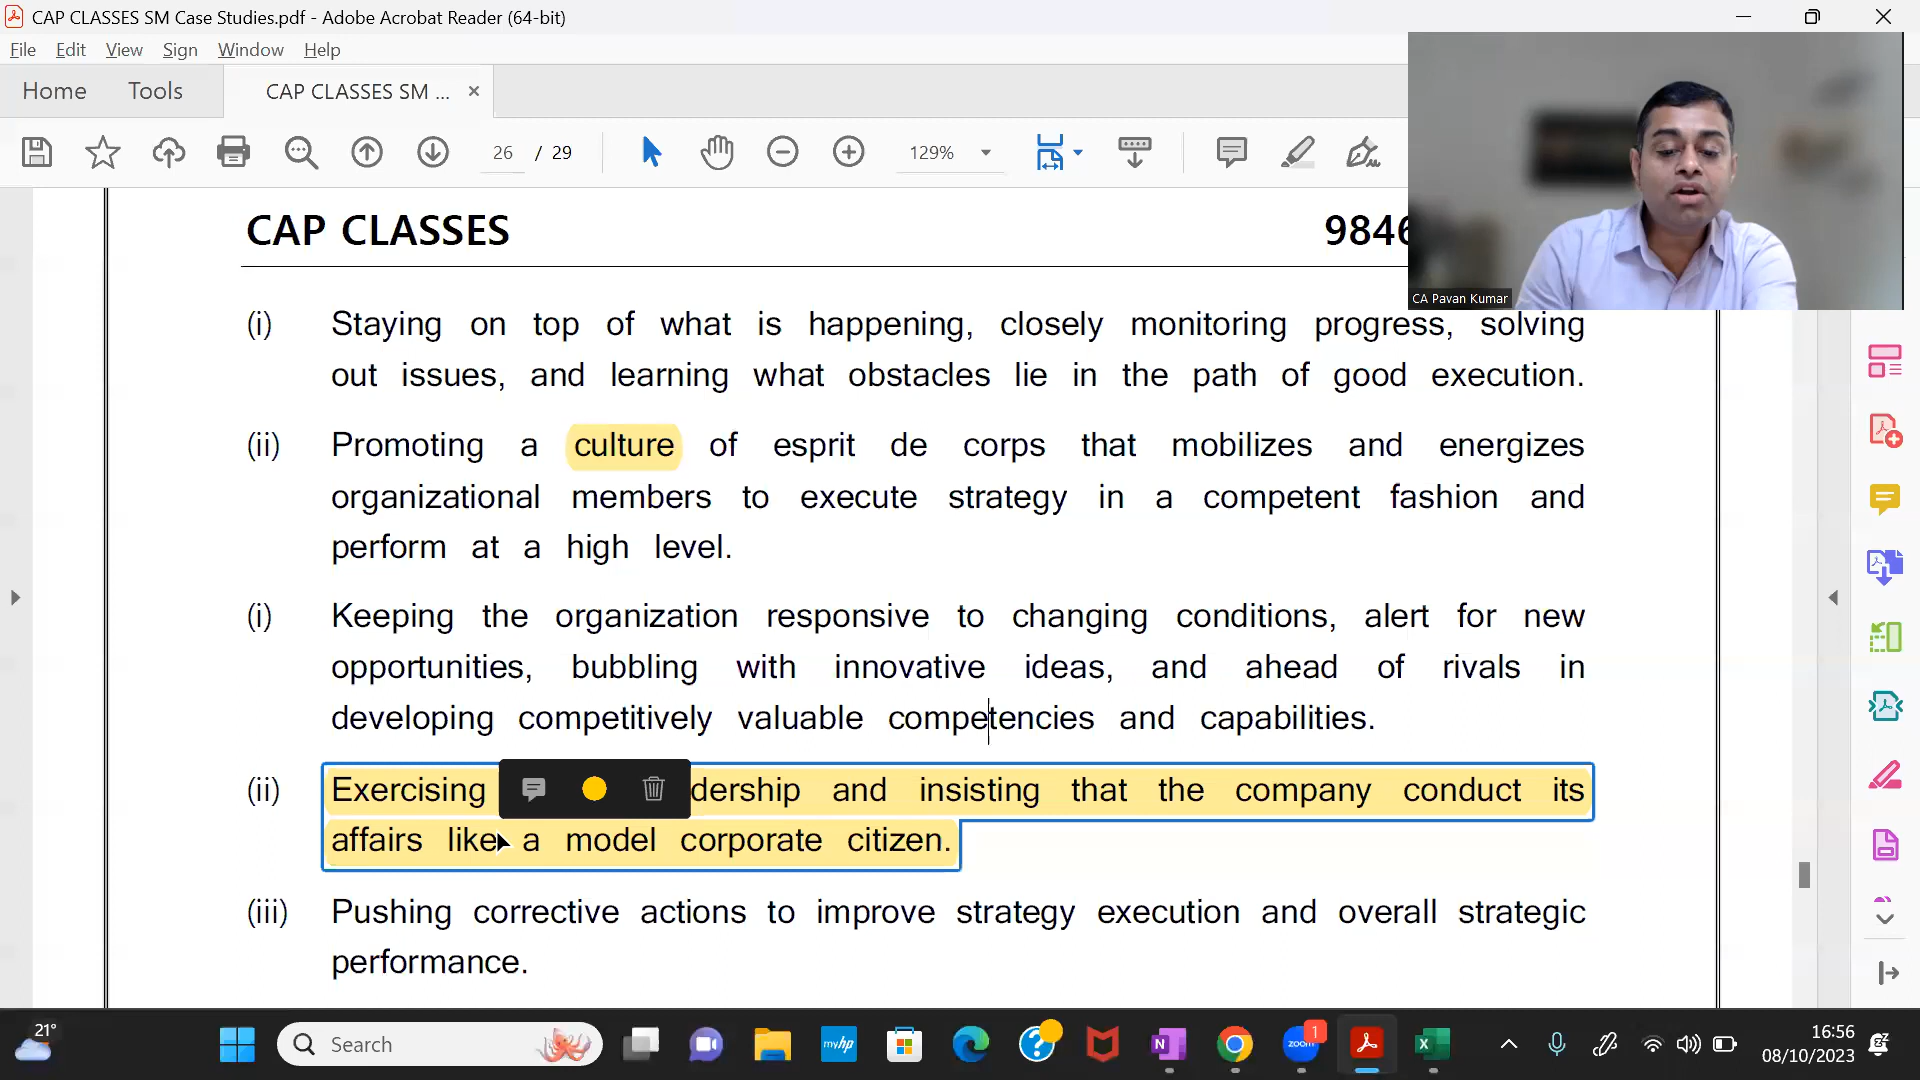 CAP CLASSES SM Case Studies.pdf - Adobe Acrobat Reader (64-bit)
File Edit View Sign Window Help
Home Tools CAP CLASSES SM ... ×
26 / 29 129%
CAP CLASSES 9846
CA Pavan Kumar
(i) Staying on top of what is happening, closely monitoring progress, solving
out issues, and learning what obstacles lie in the path of good execution.
(ii) Promoting a culture of esprit de corps that mobilizes and energizes
organizational members to execute strategy in a competent fashion and
perform at a high level.
(i) Keeping the organization responsive to changing conditions, alert for new
opportunities, bubbling with innovative ideas, and ahead of rivals in
developing competitively valuable competencies and capabilities.
(ii) Exercising dership and insisting that the company conduct its
affairs like a model corporate citizen.
(iii) Pushing corrective actions to improve strategy execution and overall strategic
performance.
21° Search myhp zoom 1 16:56
08/10/2023